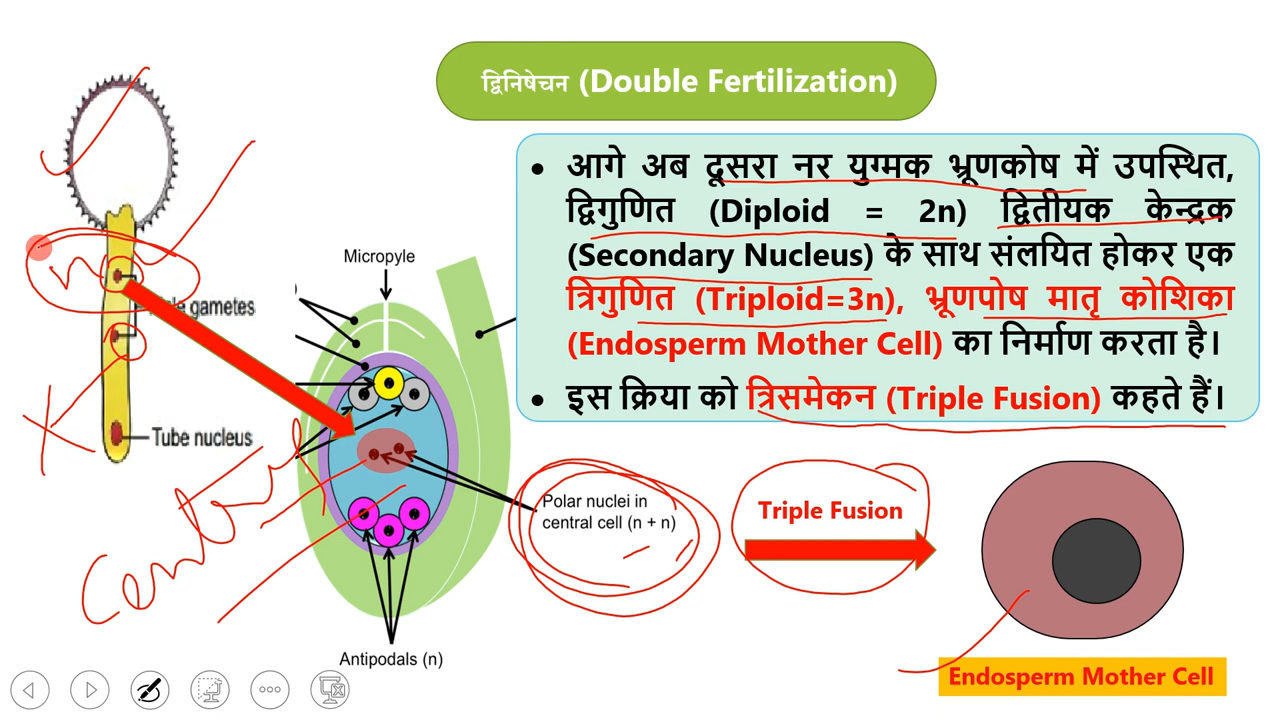 द्विनिषेचन (Double Fertilization)
• आगे अब दूसरा नर युग्मक भ्रूणकोष में उपस्थित,
द्विगुणित (Diploid = 2n) द्वितीयक केन्द्रक
(Secondary Nucleus) के साथ संलयित होकर एक
त्रिगुणित (Triploid=3n), भ्रूणपोष मातृ कोशिका
(Endosperm Mother Cell) का निर्माण करता है।
• इस क्रिया को त्रिसमेकन (Triple Fusion) कहते हैं।
n
gametes
Tube nucleus
Micropyle
Polar nuclei in
central cell (n + n)
Antipodals (n)
Triple Fusion
Endosperm Mother Cell